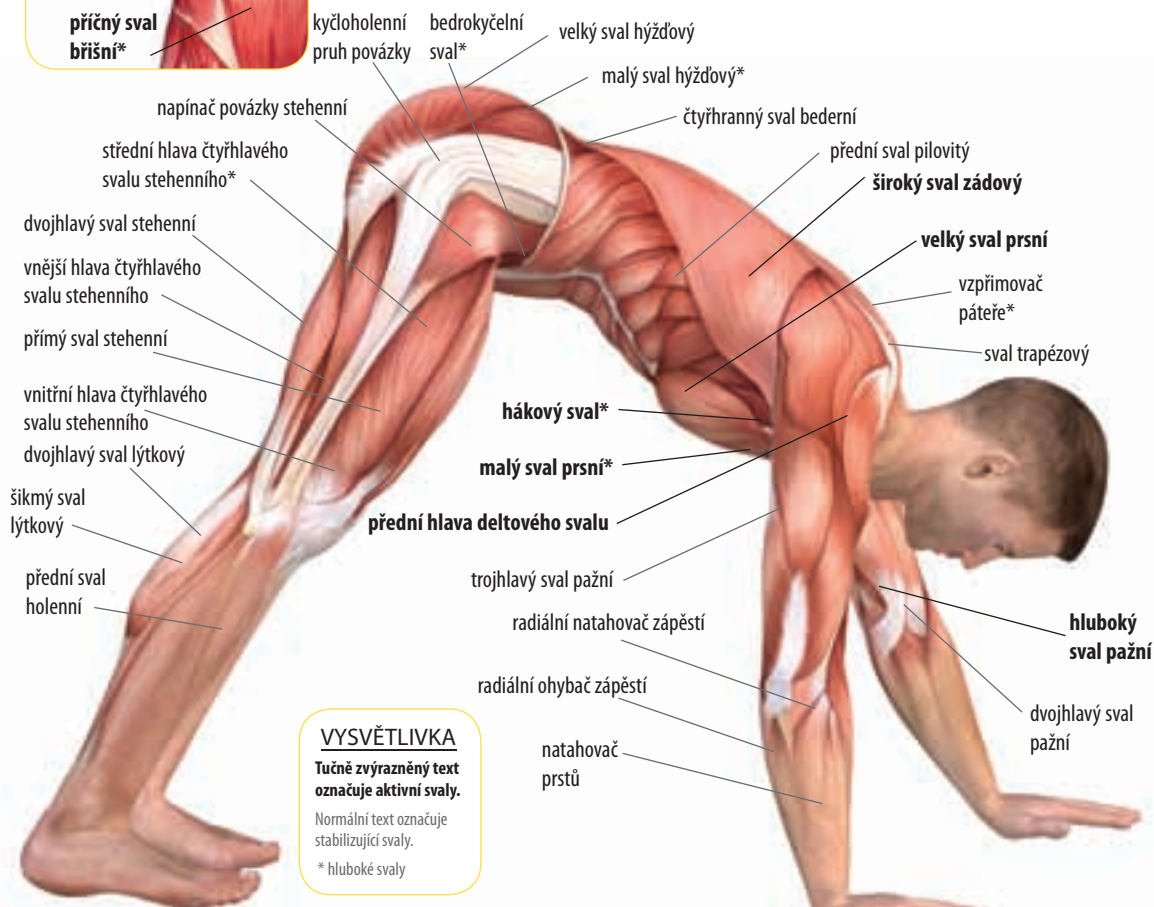 příčný sval
břišní*
kyčloholenní
pruh povázky
bedrokyčelní
sval*
velký sval hýžďový
malý sval hýžďový*
napínač povázky stehenní
čtyřhranný sval bederní
střední hlava čtyřhlavého
svalu stehenního*
přední sval pilovitý
široký sval zádový
dvojhlavý sval stehenní
velký sval prsní
vnější hlava čtyřhlavého
svalu stehenního
vzpřimovač
páteře*
přímý sval stehenní
sval trapézový
vnitřní hlava čtyřhlavého
svalu stehenního
hákový sval*
dvojhlavý sval lýtkový
malý sval prsní*
šikmý sval
lýtkový
přední hlava deltového svalu
přední sval
holenní
trojhlavý sval pažní
radiální natahovač zápěstí
hluboký
sval pažní
radiální ohybač zápěstí
dvojhlavý sval
pažní
natahovač
prstů
VYSVĚTLIVKA
Tučně zvýrazněný text
označuje aktivní svaly.
Normální text označuje
stabilizující svaly.
* hluboké svaly